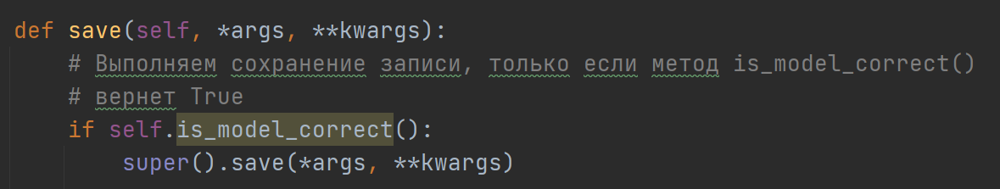 def save(self, *args, **kwargs):
# Выполняем сохранение записи, только если метод is_model_correct()
# вернет True
if self.is_model_correct():
super().save(*args, **kwargs)